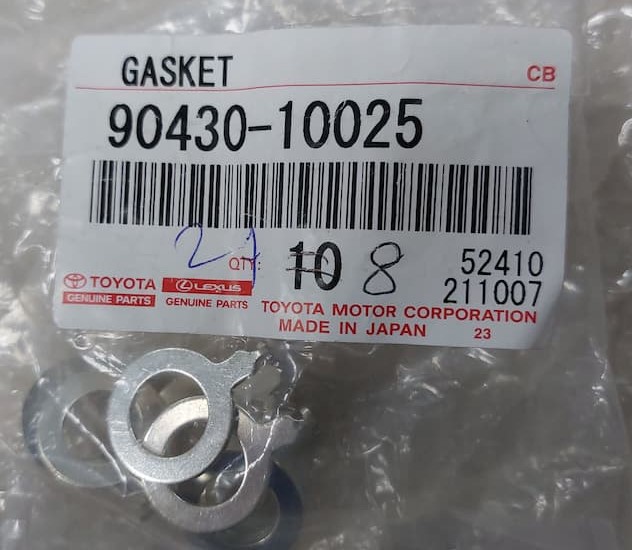 GASKET
CB
90430-10025
QTY: 10 8
52410
211007
TOYOTA
GENUINE PARTS
LEXUS
GENUINE PARTS
TOYOTA MOTOR CORPORATION
MADE IN JAPAN 23